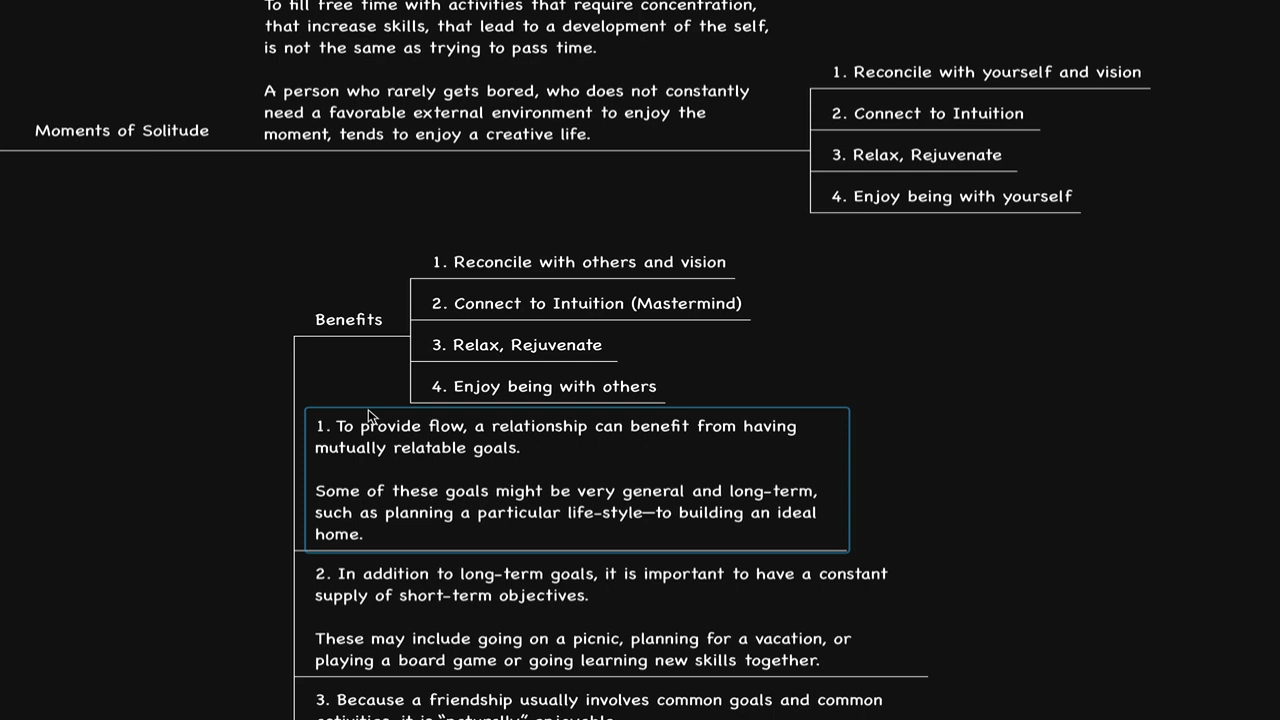 To fill free time with activities that require concentration,
that increase skills, that lead to a development of the self,
is not the same as trying to pass time.
A person who rarely gets bored, who does not constantly
need a favorable external environment to enjoy the
moment, tends to enjoy a creative life.
Moments of Solitude
1. Reconcile with yourself and vision
2. Connect to Intuition
3. Relax, Rejuvenate
4. Enjoy being with yourself
Benefits
1. Reconcile with others and vision
2. Connect to Intuition (Mastermind)
3. Relax, Rejuvenate
4. Enjoy being with others
1. To provide flow, a relationship can benefit from having
mutually relatable goals.
Some of these goals might be very general and long-term,
such as planning a particular life-style—to building an ideal
home.
2. In addition to long-term goals, it is important to have a constant
supply of short-term objectives.
These may include going on a picnic, planning for a vacation, or
playing a board game or going learning new skills together.
3. Because a friendship usually involves common goals and common
activities, it is “naturally” enjoyable.